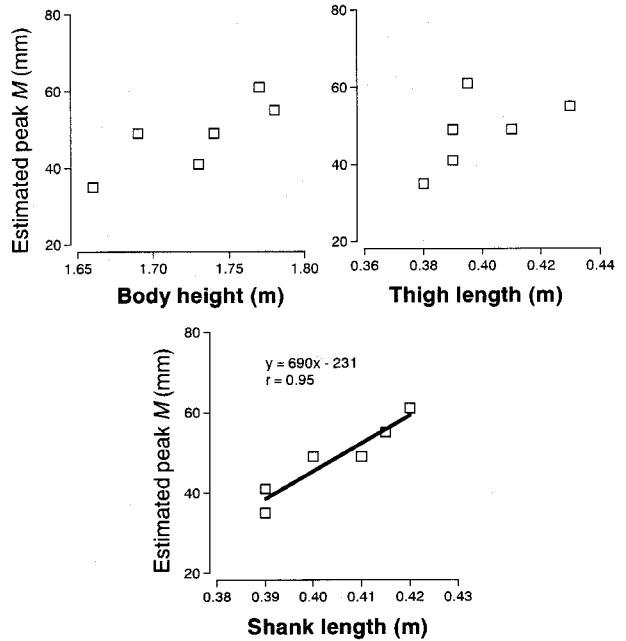 Estimated peak M (mm)
80
60
40
20
1.65 1.70 1.75 1.80
Body height (m)
80
60
40
20
0.36 0.38 0.40 0.42 0.44
Thigh length (m)
Estimated peak M (mm)
80
60
40
20
y = 690x - 231
r = 0.95
0.38 0.39 0.40 0.41 0.42 0.43
Shank length (m)